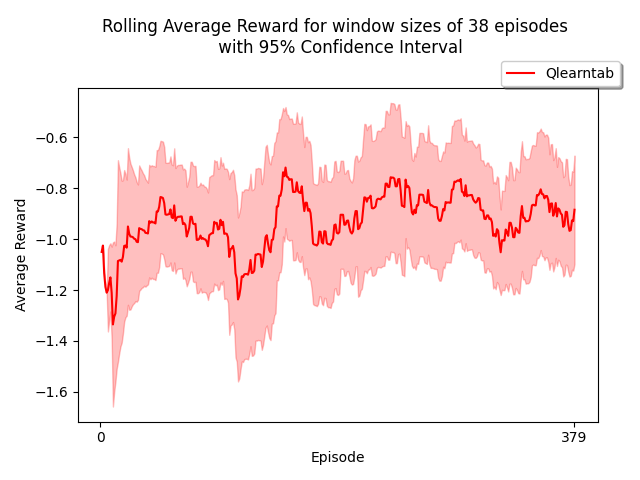 Rolling Average Reward for window sizes of 38 episodes
with 95% Confidence Interval
Qlearntab
−0.6
−0.8
−1.0
−1.2
−1.4
−1.6
Average Reward
0
379
Episode